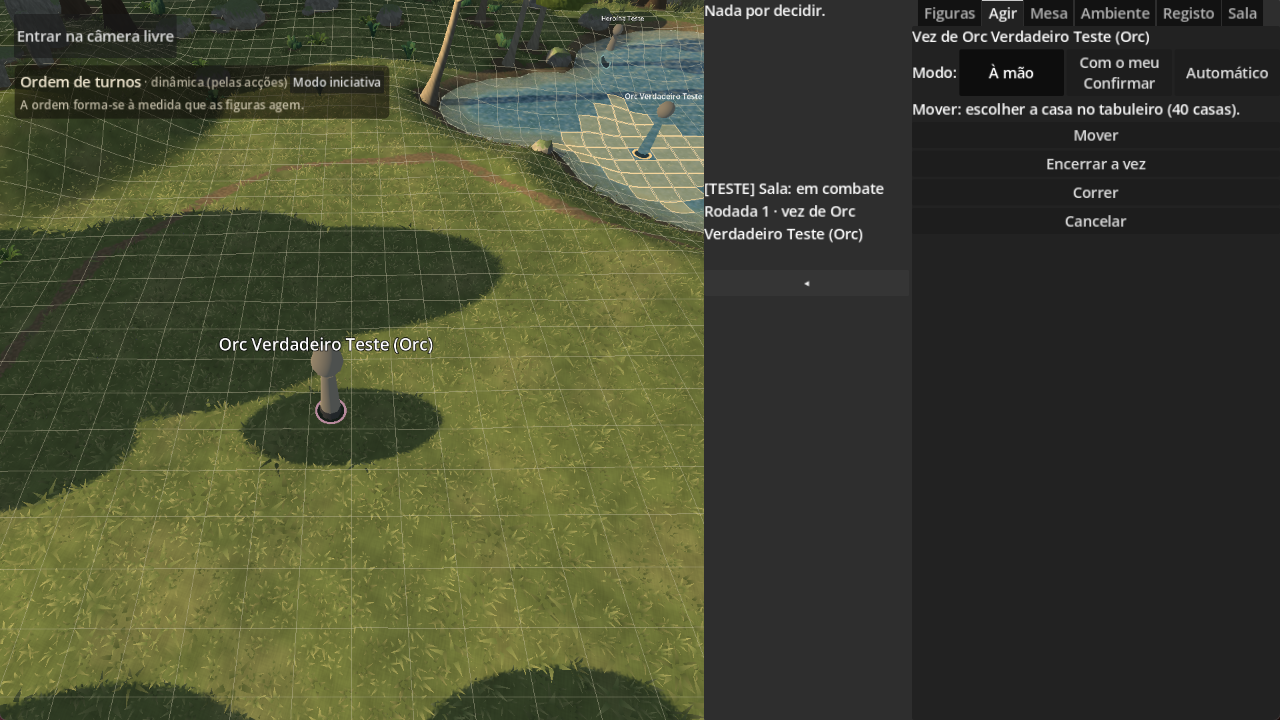 Entrar na câmera livre
Ordem de turnos · dinâmica (pelas acções) Modo iniciativa
A ordem forma-se à medida que as figuras agem.
Heroína Teste
Orc Verdadeiro Teste
Orc Verdadeiro Teste (Orc)
Nada por decidir.
[TESTE] Sala: em combate
Rodada 1 · vez de Orc
Verdadeiro Teste (Orc)
Figuras Agir Mesa Ambiente Registo Sala
Vez de Orc Verdadeiro Teste (Orc)
Modo: À mão Com o meu Confirmar Automático
Mover: escolher a casa no tabuleiro (40 casas).
Mover
Encerrar a vez
Correr
Cancelar